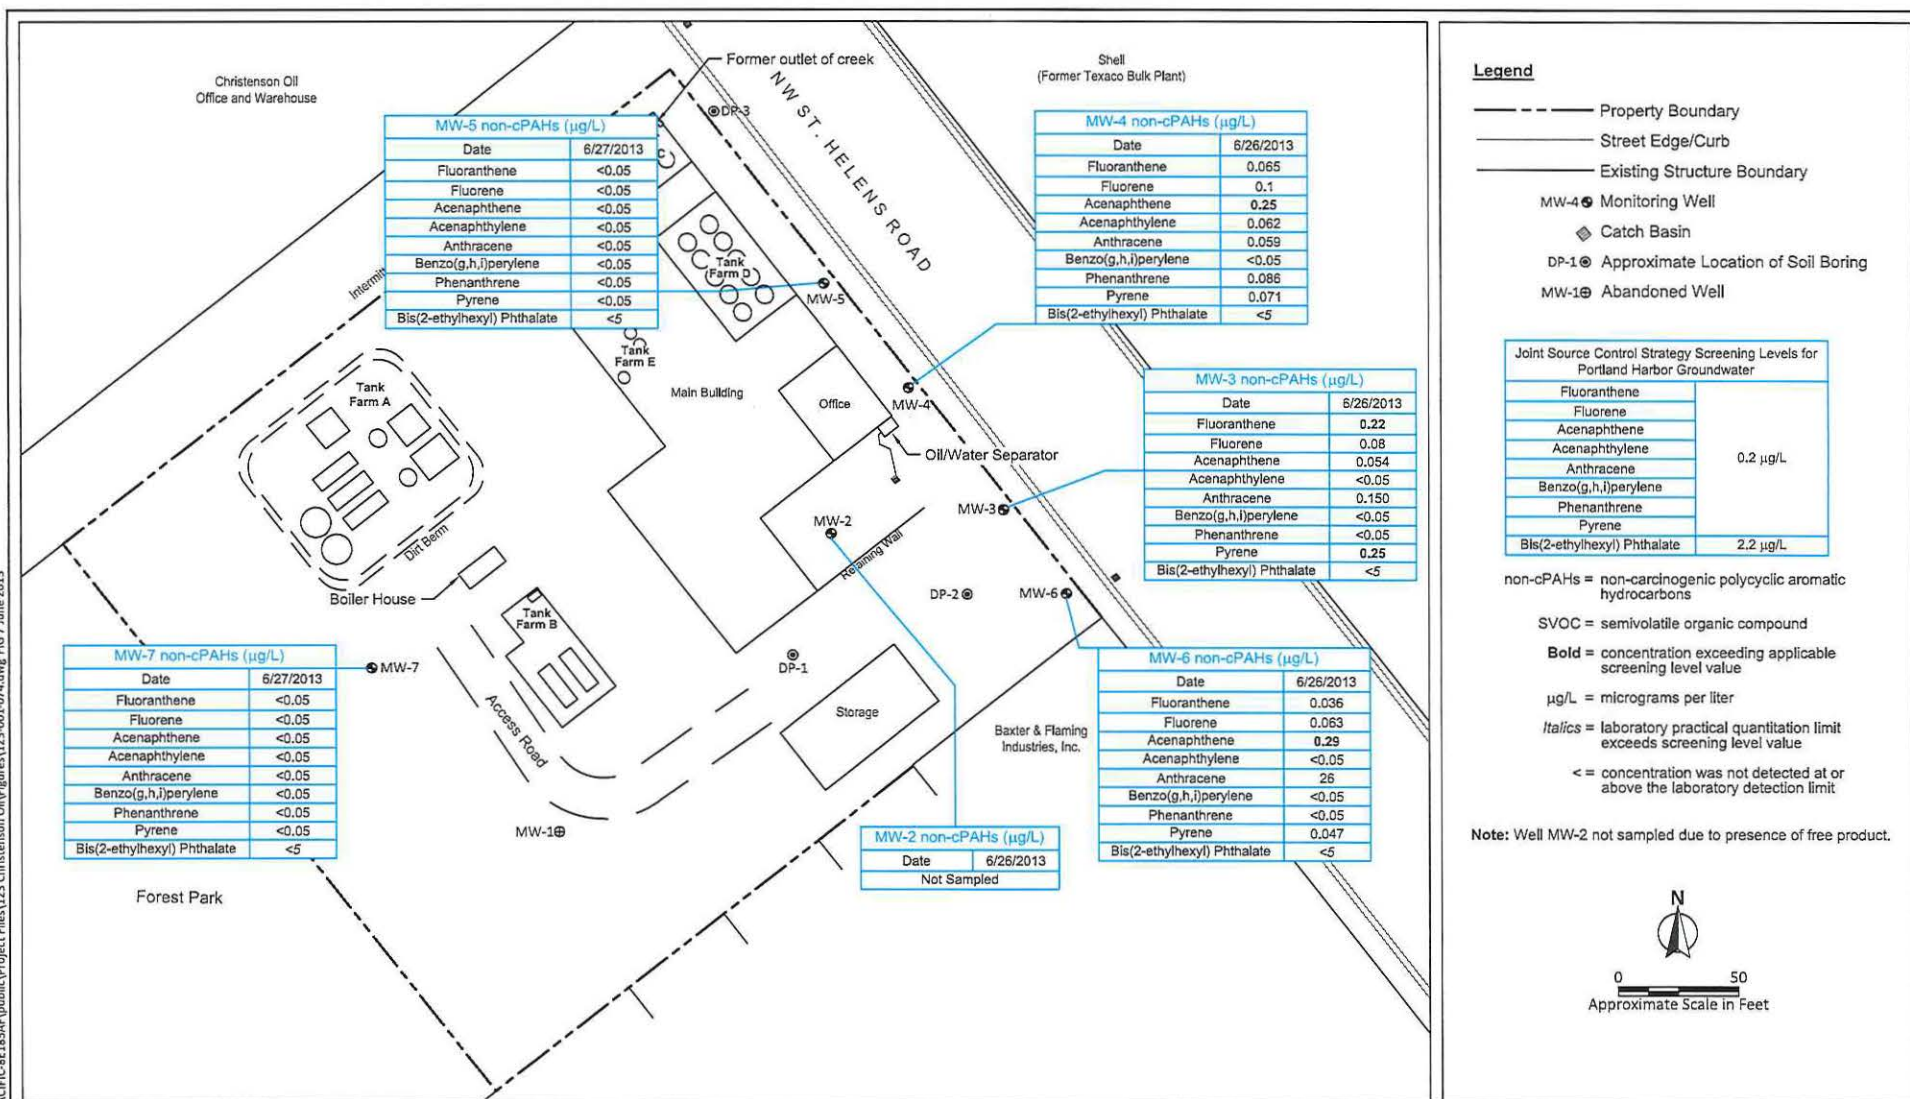 Christenson Oil
Office and Warehouse
Former outlet of creek
DP-3
NW ST. HELENS ROAD
Shell
(Former Texaco Bulk Plant)
MW-5 non-cPAHs (µg/L)
Date 6/27/2013
Fluoranthene <0.05
Fluorene <0.05
Acenaphthene <0.05
Acenaphthylene <0.05
Anthracene <0.05
Benzo(g,h,i)perylene <0.05
Phenanthrene <0.05
Pyrene <0.05
Bis(2-ethylhexyl) Phthalate <5
C
MW-4 non-cPAHs (µg/L)
Date 6/26/2013
Fluoranthene 0.065
Fluorene 0.1
Acenaphthene 0.25
Acenaphthylene 0.062
Anthracene 0.059
Benzo(g,h,i)perylene <0.05
Phenanthrene 0.086
Pyrene 0.071
Bis(2-ethylhexyl) Phthalate <5
Tank
Farm D
MW-5
Tank
Farm E
Main Building
Office
MW-4
Oil/Water Separator
Tank
Farm A
Dirt Berm
MW-3 non-cPAHs (µg/L)
Date 6/26/2013
Fluoranthene 0.22
Fluorene 0.08
Acenaphthene 0.054
Acenaphthylene <0.05
Anthracene 0.150
Benzo(g,h,i)perylene <0.05
Phenanthrene <0.05
Pyrene 0.25
Bis(2-ethylhexyl) Phthalate <5
MW-3
MW-2
Retaining Wall
DP-2
MW-6
Boiler House
Tank
Farm B
DP-1
Storage
Access Road
MW-7 non-cPAHs (µg/L)
Date 6/27/2013
Fluoranthene <0.05
Fluorene <0.05
Acenaphthene <0.05
Acenaphthylene <0.05
Anthracene <0.05
Benzo(g,h,i)perylene <0.05
Phenanthrene <0.05
Pyrene <0.05
Bis(2-ethylhexyl) Phthalate <5
MW-7
Baxter & Flaming
Industries, Inc.
MW-6 non-cPAHs (µg/L)
Date 6/26/2013
Fluoranthene 0.036
Fluorene 0.063
Acenaphthene 0.29
Acenaphthylene <0.05
Anthracene 26
Benzo(g,h,i)perylene <0.05
Phenanthrene <0.05
Pyrene 0.047
Bis(2-ethylhexyl) Phthalate <5
MW-1
MW-2 non-cPAHs (µg/L)
Date 6/26/2013
Not Sampled
Forest Park
Legend
Property Boundary
Street Edge/Curb
Existing Structure Boundary
MW-4 Monitoring Well
Catch Basin
DP-1 Approximate Location of Soil Boring
MW-1 Abandoned Well
Joint Source Control Strategy Screening Levels for
Portland Harbor Groundwater
Fluoranthene
Fluorene
Acenaphthene
Acenaphthylene
0.2 µg/L
Anthracene
Benzo(g,h,i)perylene
Phenanthrene
Pyrene
Bis(2-ethylhexyl) Phthalate 2.2 µg/L
non-cPAHs = non-carcinogenic polycyclic aromatic
hydrocarbons
SVOC = semivolatile organic compound
Bold = concentration exceeding applicable
screening level value
µg/L = micrograms per liter
Italics = laboratory practical quantitation limit
exceeds screening level value
< = concentration was not detected at or
above the laboratory detection limit
Note: Well MW-2 not sampled due to presence of free product.
N
0 50
Approximate Scale in Feet